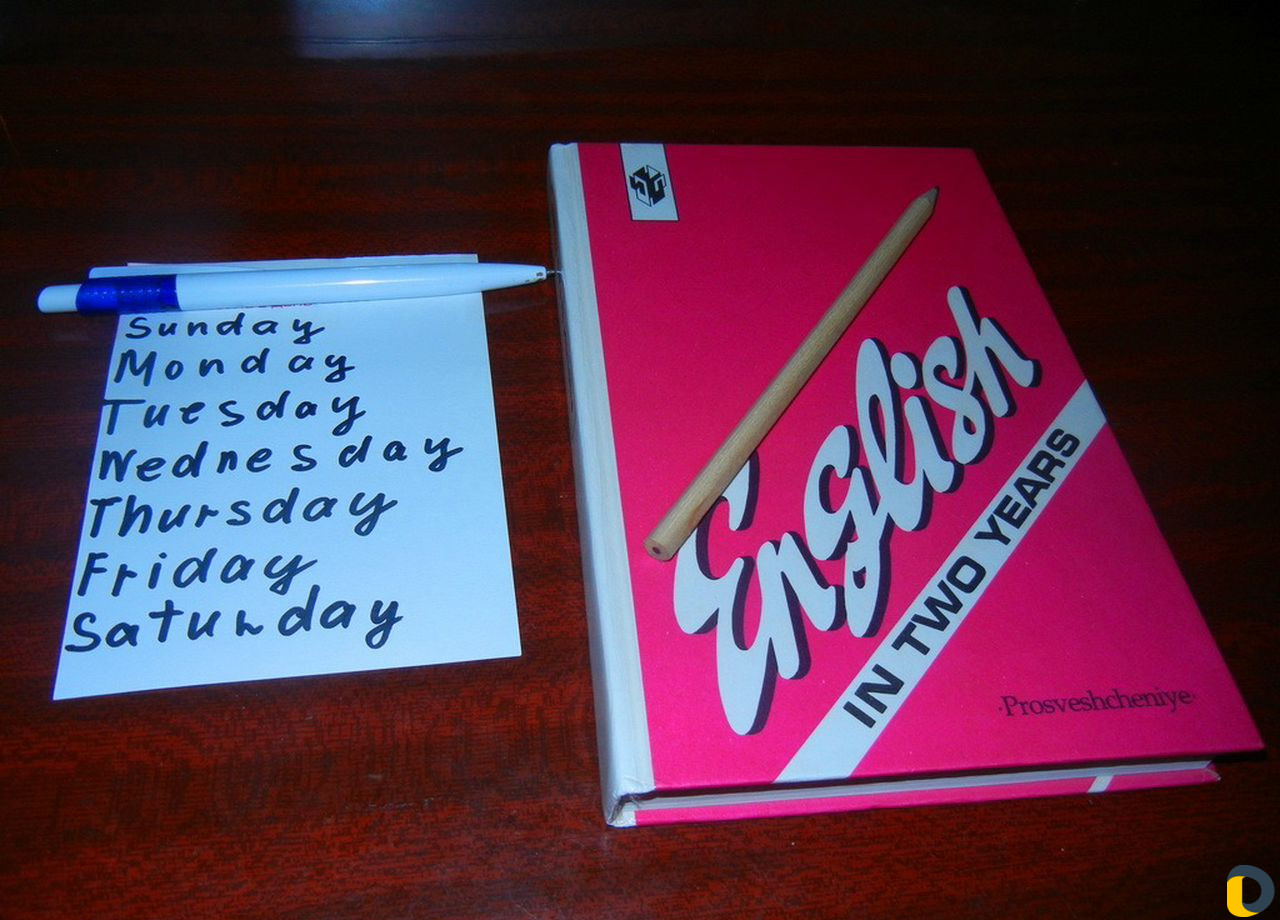 Sunday
Monday
Tuesday
Wednesday
Thursday
Friday
Saturday
English
IN TWO YEARS
·Prosveshcheniye·